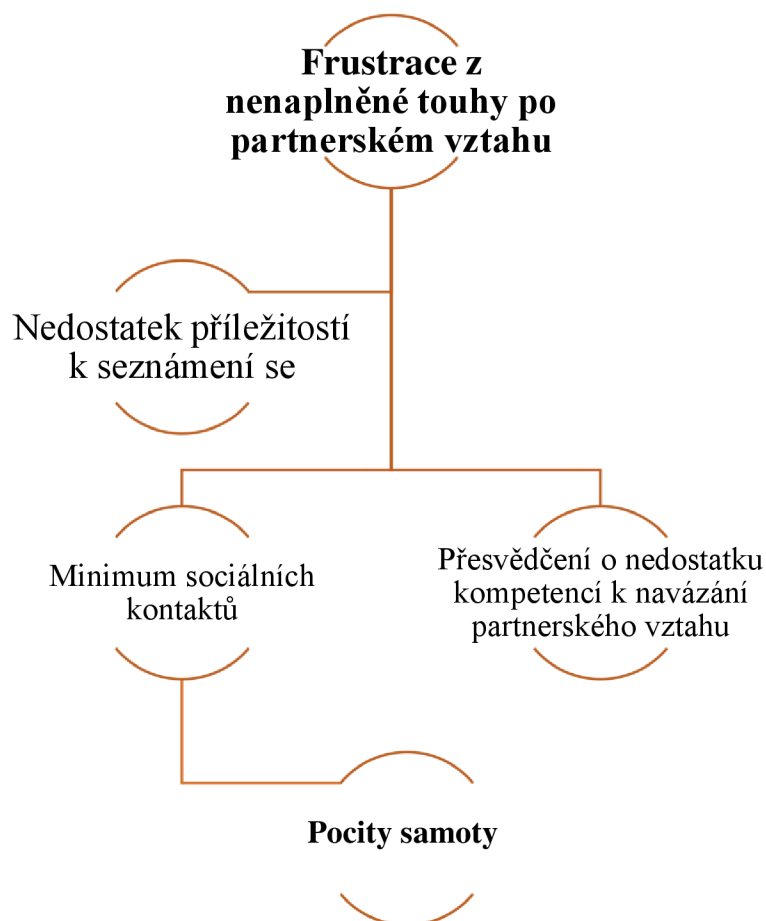 Frustrace z
nenaplněné touhy po
partnerském vztahu
Nedostatek příležitostí
k seznámení se
Minimum sociálních
kontaktů
Přesvědčení o nedostatku
kompetencí k navázání
partnerského vztahu
Pocity samoty